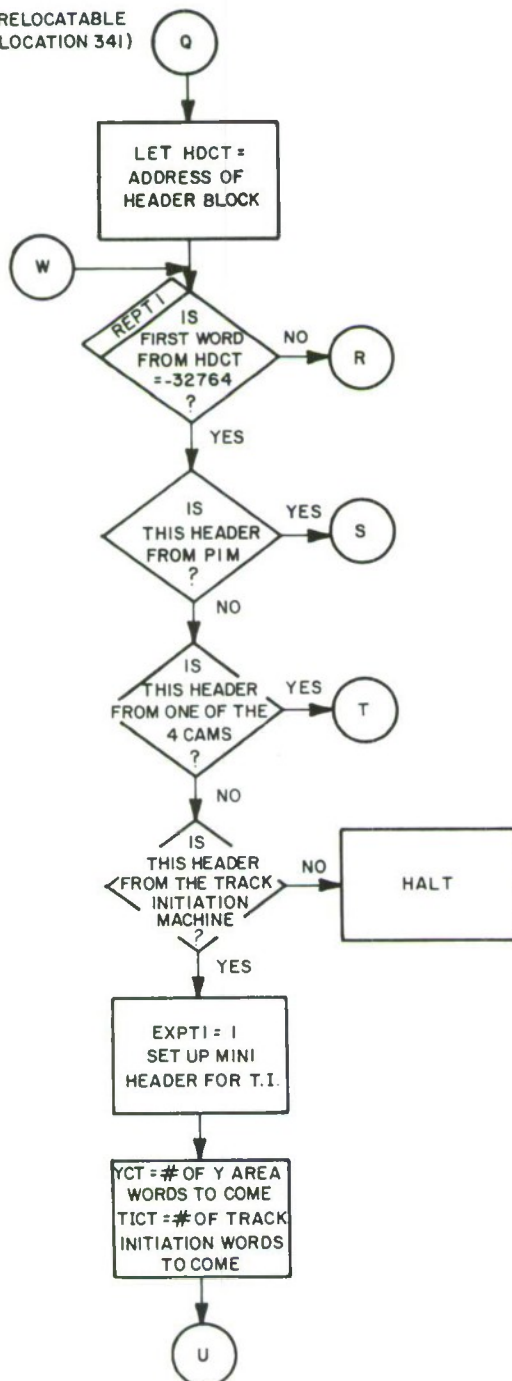 RELOCATABLE
LOCATION 341)
Q
LET HDCT =
ADDRESS OF
HEADER BLOCK
W
REPT 1
IS
FIRST WORD
FROM HDCT
=-32764
?
NO
R
YES
IS
THIS HEADER
FROM PIM
?
YES
S
NO
IS
THIS HEADER
FROM ONE OF THE
4 CAMS
?
YES
T
NO
IS
THIS HEADER
FROM THE TRACK
INITIATION
MACHINE
?
NO
HALT
YES
EXPT1 = 1
SET UP MINI
HEADER FOR T.I.
YCT = # OF Y AREA
WORDS TO COME
TICT = # OF TRACK
INITIATION WORDS
TO COME
U